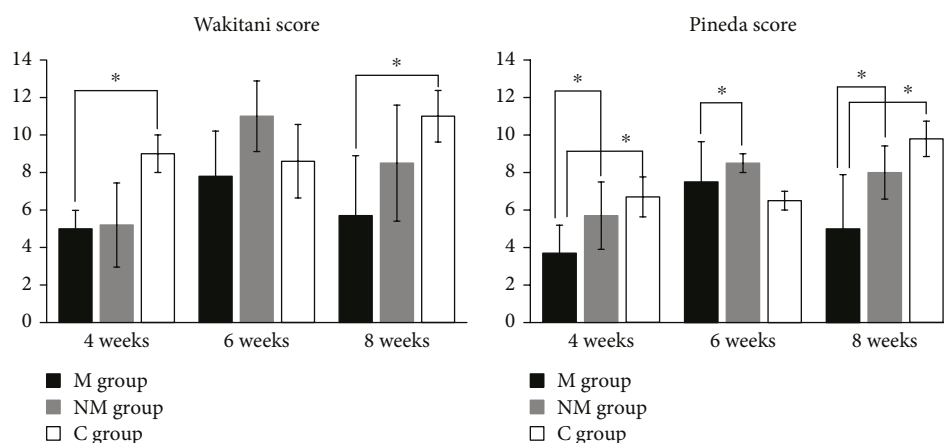 Wakitani score
14
12
10
8
6
4
2
0
*
*
4 weeks
6 weeks
8 weeks
M group
NM group
C group
Pineda score
14
12
10
8
6
4
2
0
*
*
*
*
*
4 weeks
6 weeks
8 weeks
M group
NM group
C group